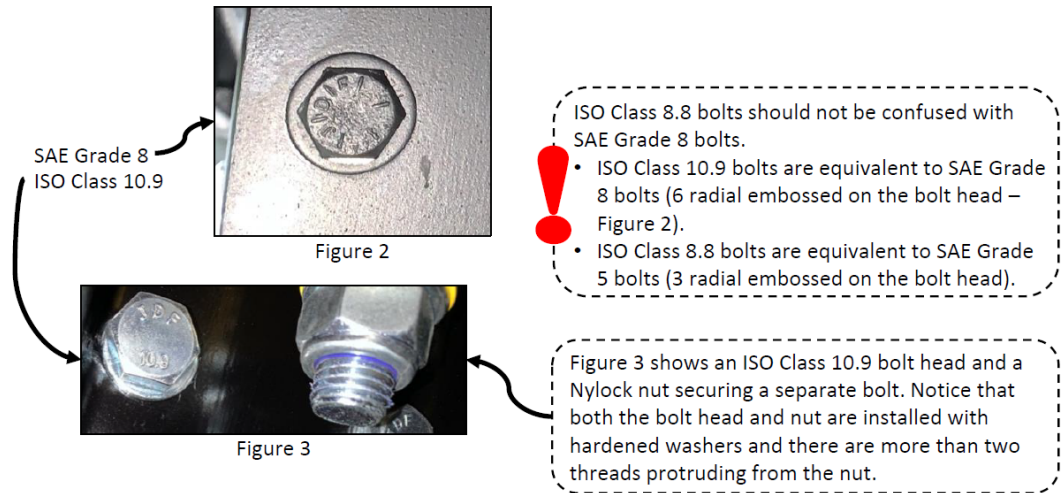 SAE Grade 8
ISO Class 10.9
Figure 2
ISO Class 8.8 bolts should not be confused with
SAE Grade 8 bolts.
• ISO Class 10.9 bolts are equivalent to SAE Grade
8 bolts (6 radial embossed on the bolt head –
Figure 2).
• ISO Class 8.8 bolts are equivalent to SAE Grade
5 bolts (3 radial embossed on the bolt head).
JDF
10.9
Figure 3
Figure 3 shows an ISO Class 10.9 bolt head and a
Nylock nut securing a separate bolt. Notice that
both the bolt head and nut are installed with
hardened washers and there are more than two
threads protruding from the nut.